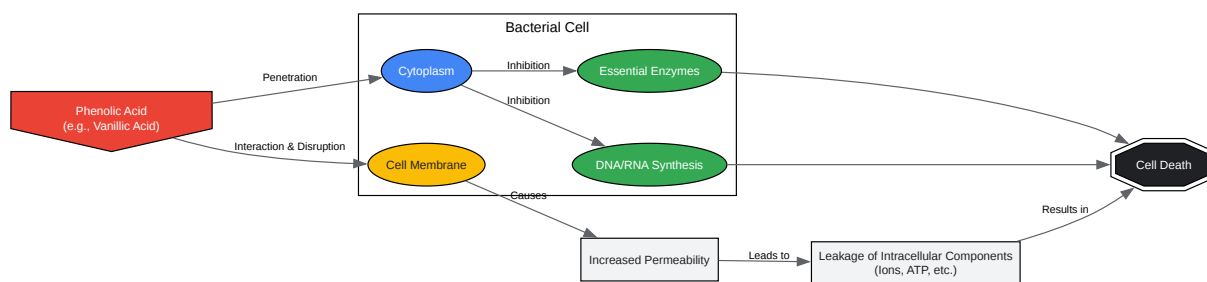 Bacterial Cell
Phenolic Acid
(e.g., Vanillic Acid)
Penetration
Interaction & Disruption
Cytoplasm
Cell Membrane
Inhibition
Inhibition
Essential Enzymes
DNA/RNA Synthesis
Causes
Increased Permeability
Leads to
Leakage of Intracellular Components
(Ions, ATP, etc.)
Results in
Cell Death